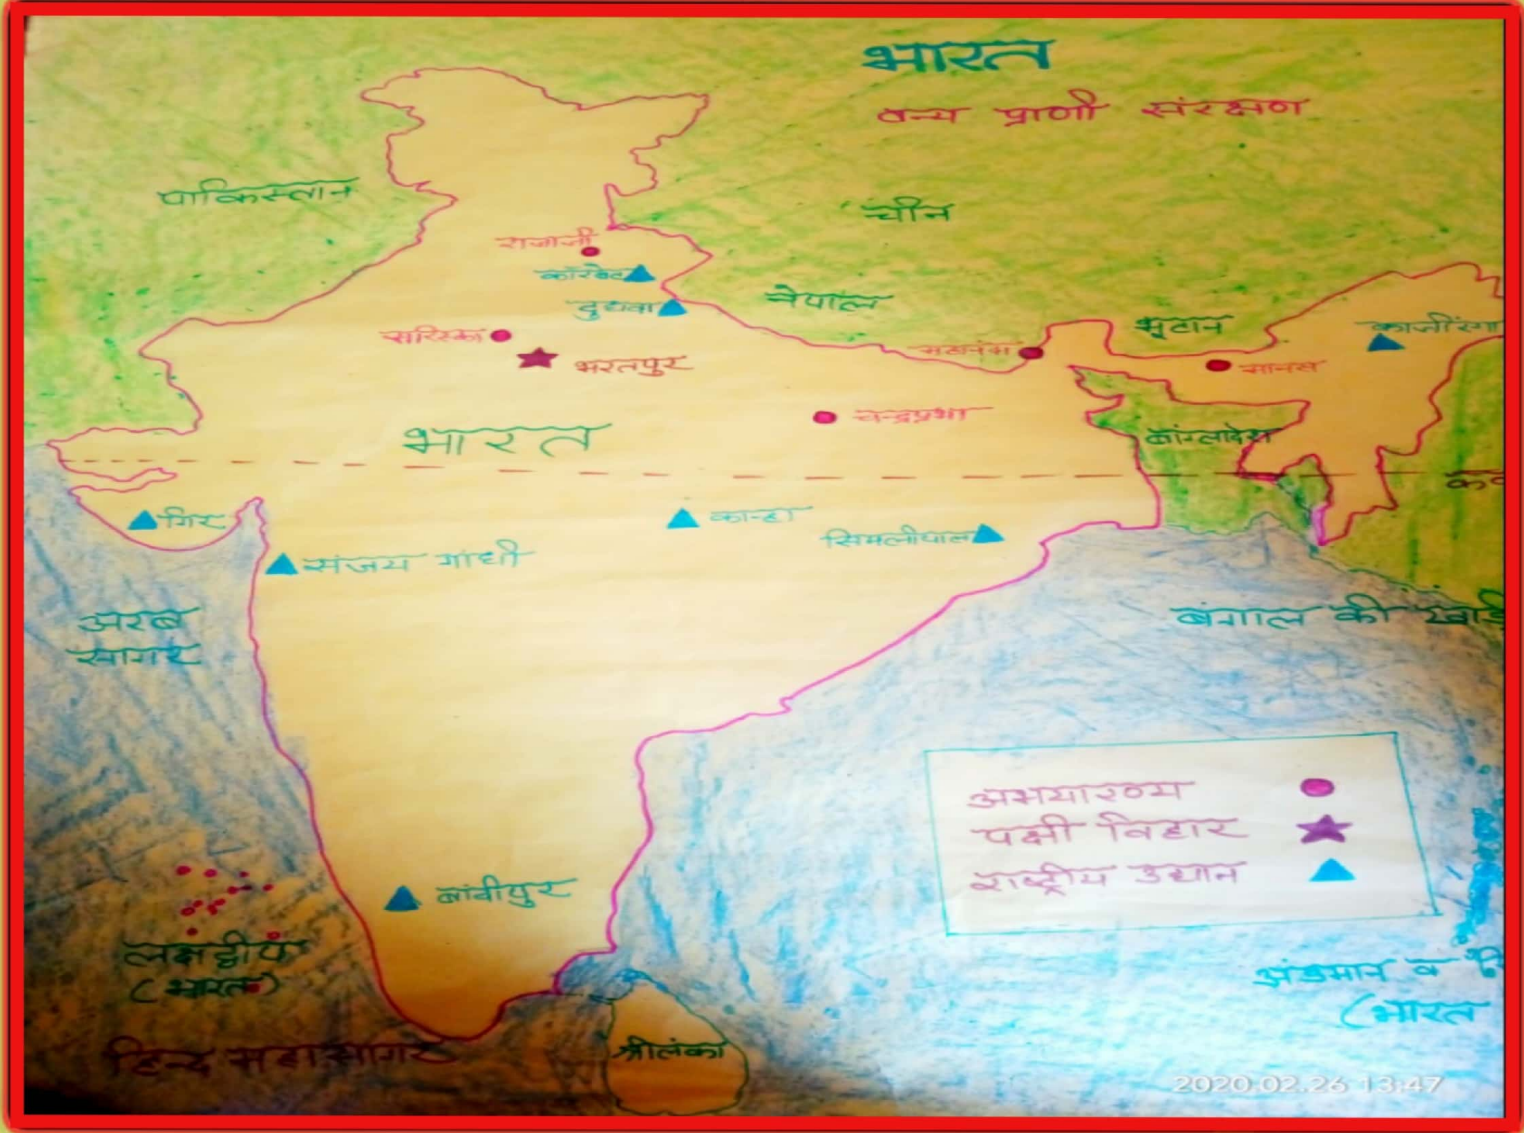 भारत
वन्य प्राणी संरक्षण
पाकिस्तान
चीन
राजाजी
कॉरबेट
नेपाल
दुधवा
भूटान
काजीरंगा
सारिस्का
भरतपुर
मानस
चन्द्रप्रभा
भारत
बांग्लादेश
गिर
कान्हा
सिमलीपाल
संजय गांधी
अरब
सागर
बंगाल की
अभयारण्य
पक्षी विहार
राष्ट्रीय उद्यान
बांदीपुर
लक्षद्वीप
(भारत)
अंडमान व
(भारत
हिन्द महासागर
श्रीलंका
2020.02.26 13:47